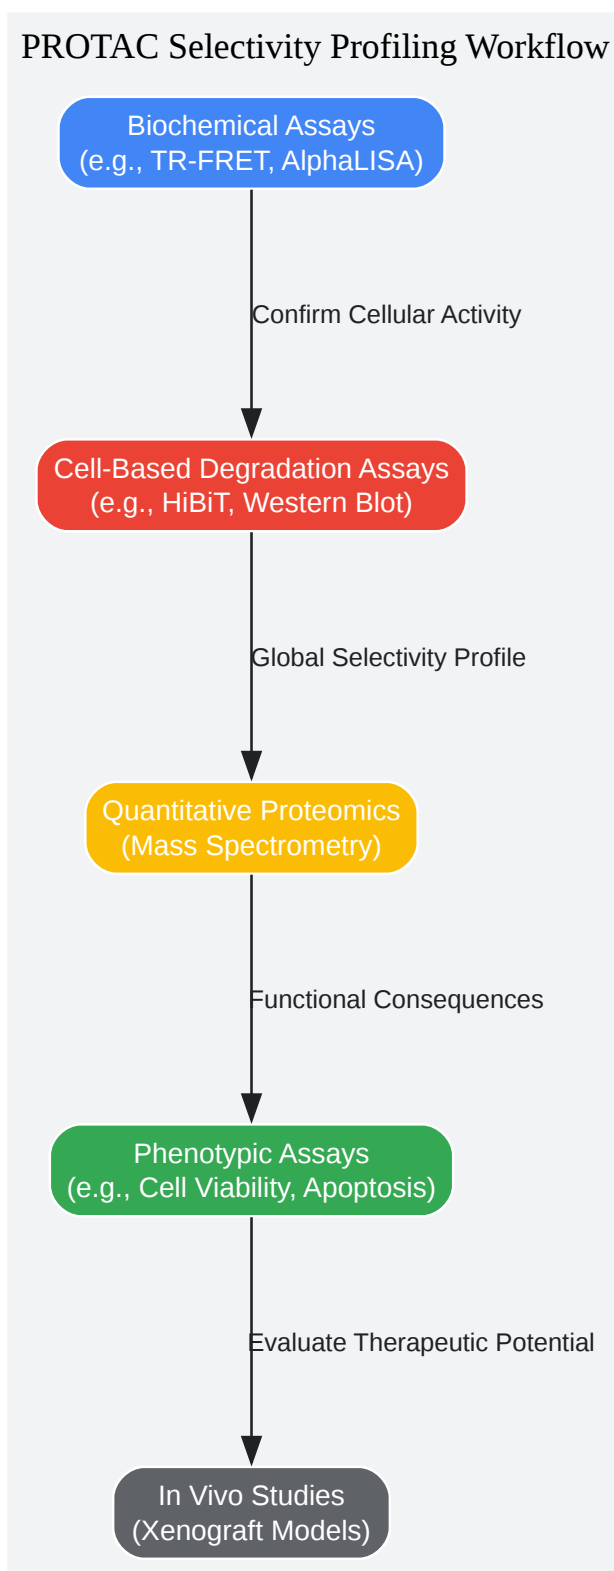 PROTAC Selectivity Profiling Workflow
Biochemical Assays
(e.g., TR-FRET, AlphaLISA)
Confirm Cellular Activity
Cell-Based Degradation Assays
(e.g., HiBiT, Western Blot)
Global Selectivity Profile
Quantitative Proteomics
(Mass Spectrometry)
Functional Consequences
Phenotypic Assays
(e.g., Cell Viability, Apoptosis)
Evaluate Therapeutic Potential
In Vivo Studies
(Xenograft Models)